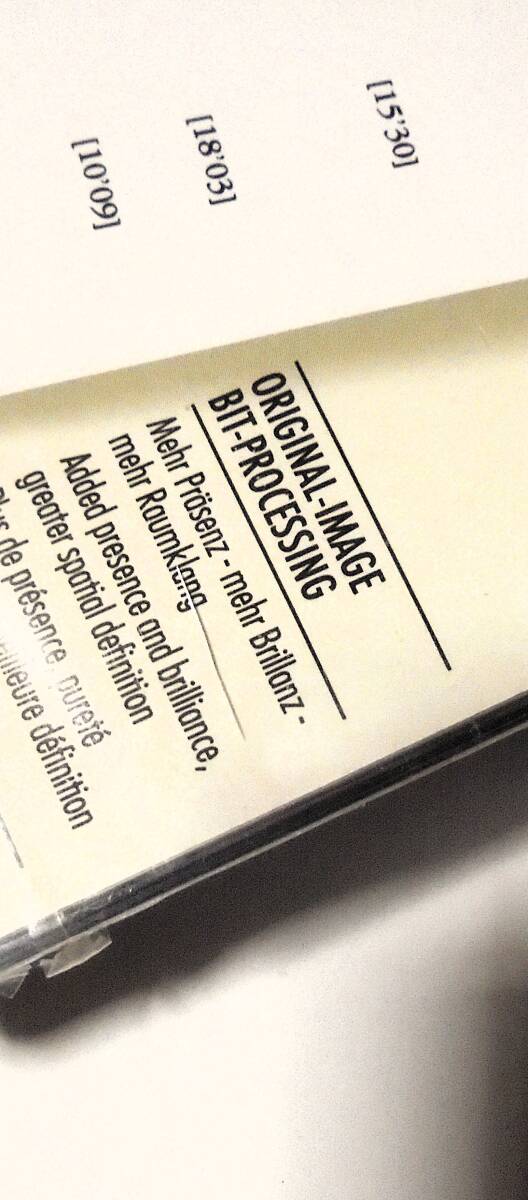 [15'30]
[18'03]
[10'09]
ORIGINAL-IMAGE
BIT-PROCESSING
Mehr Präsenz - mehr Brillanz -
mehr Raumklang
Added presence and brilliance,
greater spatial definition
de présence, pureté
définition